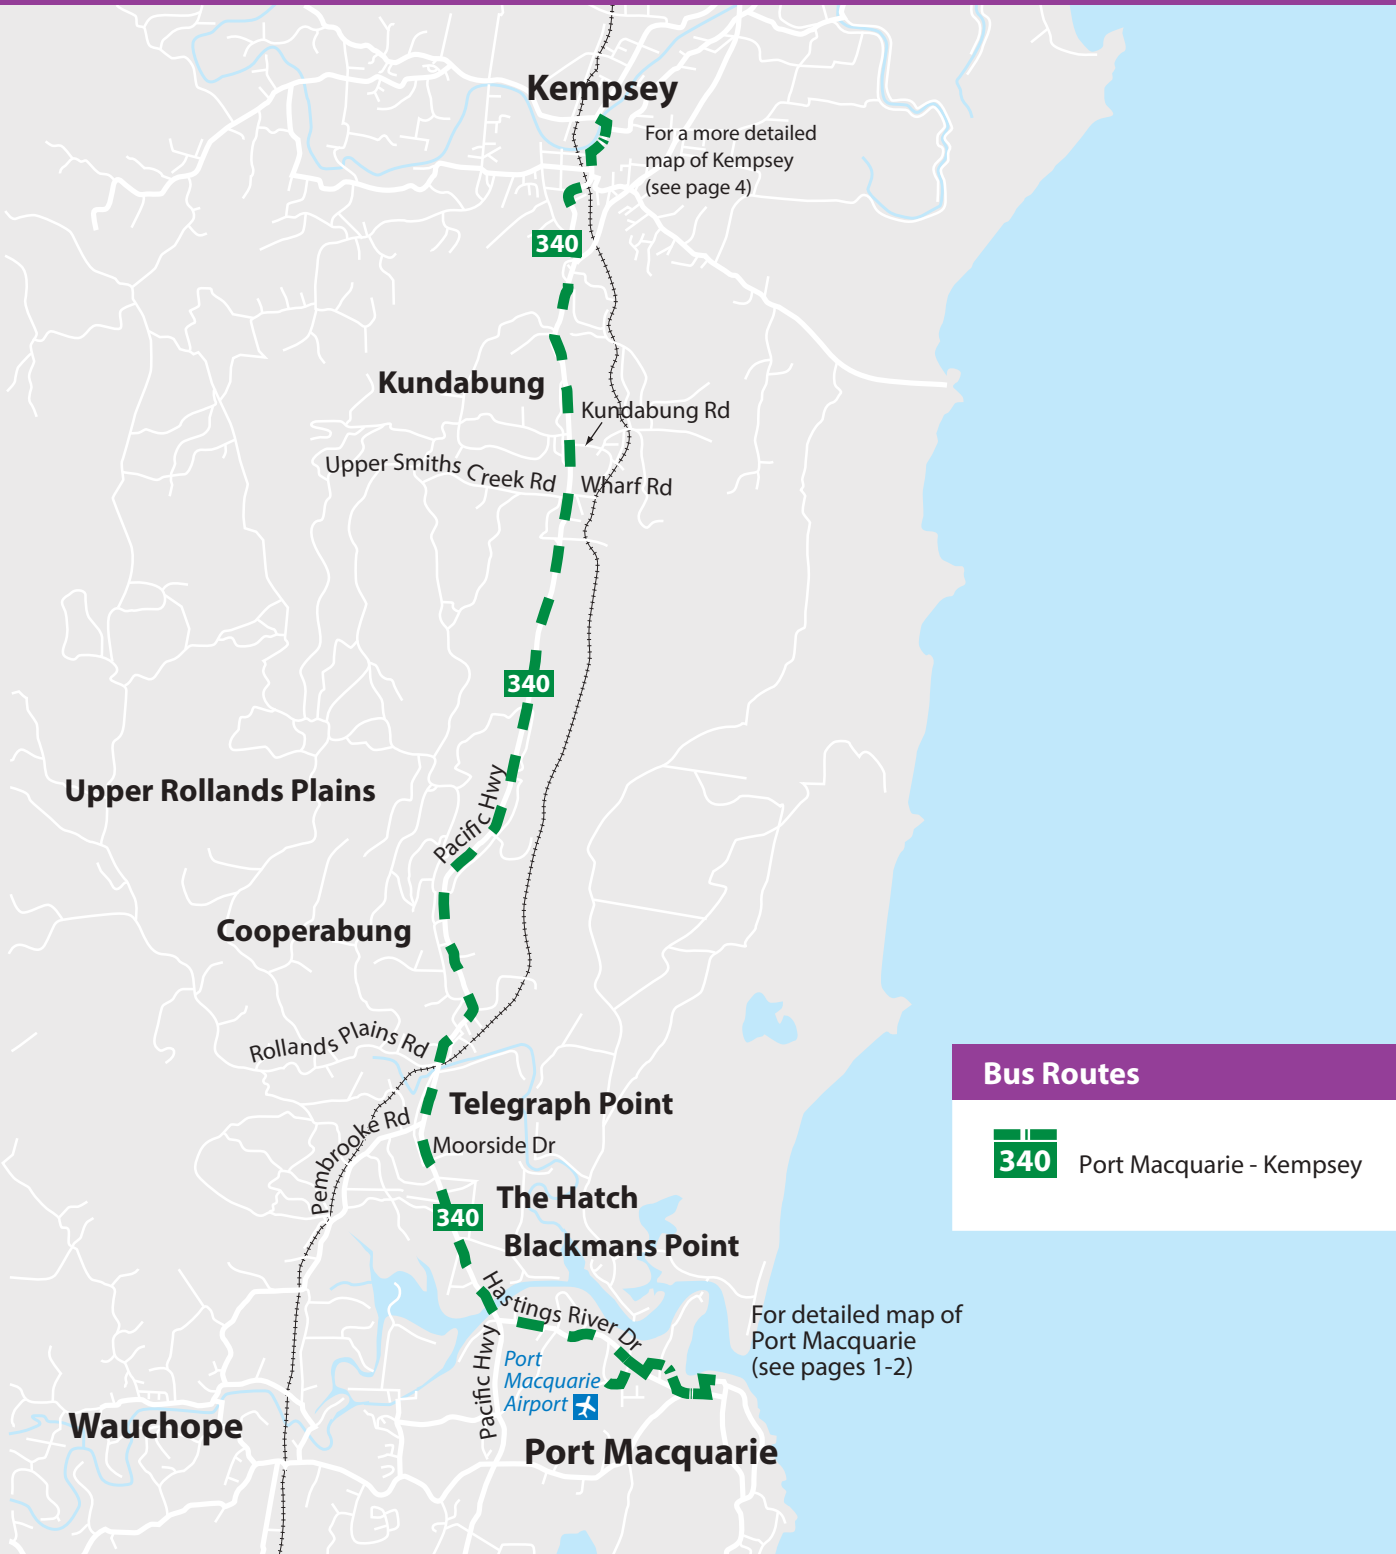 Kempsey
For a more detailed
map of Kempsey
(see page 4)
340
Kundabung
Kundabung Rd
Upper Smiths Creek Rd
Wharf Rd
340
Upper Rollands Plains
Pacific Hwy
Cooperabung
Rollands Plains Rd
Bus Routes
Telegraph Point
Pembrooke Rd
Moorside Dr
340
Port Macquarie - Kempsey
The Hatch
340
Blackmans Point
Hastings River Dr
For detailed map of
Port Macquarie
(see pages 1-2)
Pacific Hwy
Port
Macquarie
Airport
Wauchope
Port Macquarie